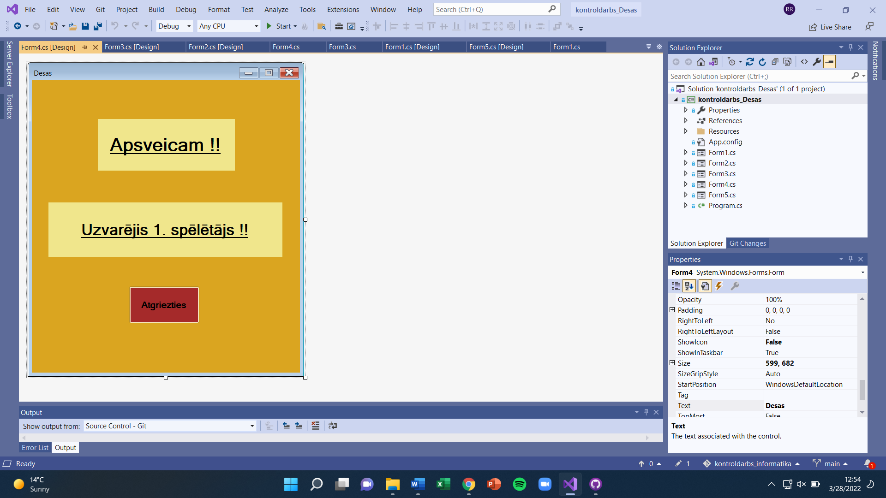 File Edit View Git Project Build Debug Format Test Analyze Tools Extensions Window Help Search (Ctrl+Q) kontroldarbs_Desas RR
Debug Any CPU Start Live Share
Form4.cs [Design] Form3.cs [Design] Form2.cs [Design] Form4.cs Form3.cs Form1.cs [Design] Form5.cs [Design] Form1.cs
Server Explorer
Toolbox
Desas
Apsveicam !!
Uzvarējis 1. spēlētājs !!
Aigriezties
Solution Explorer
Search Solution Explorer (Ctrl+;)
Solution 'kontroldarbs_Desas' (1 of 1 project)
kontroldarbs_Desas
Properties
References
Resources
App.config
Form1.cs
Form2.cs
Form3.cs
Form4.cs
Form5.cs
Program.cs
Solution Explorer Git Changes
Notifications
Properties
Form4 System.Windows.Forms.Form
Opacity 100%
Padding 0, 0, 0, 0
RightToLeft No
RightToLeftLayout False
ShowIcon False
ShowInTaskbar True
Size 599, 682
SizeGripStyle Auto
StartPosition WindowsDefaultLocation
Tag
Text Desas
TopMost False
Text
The text associated with the control.
Output
Show output from: Source Control - Git
Error List Output
Ready 0 1 kontroldarbs_informatika main 1
14°C
Sunny
12:54
3/28/2022